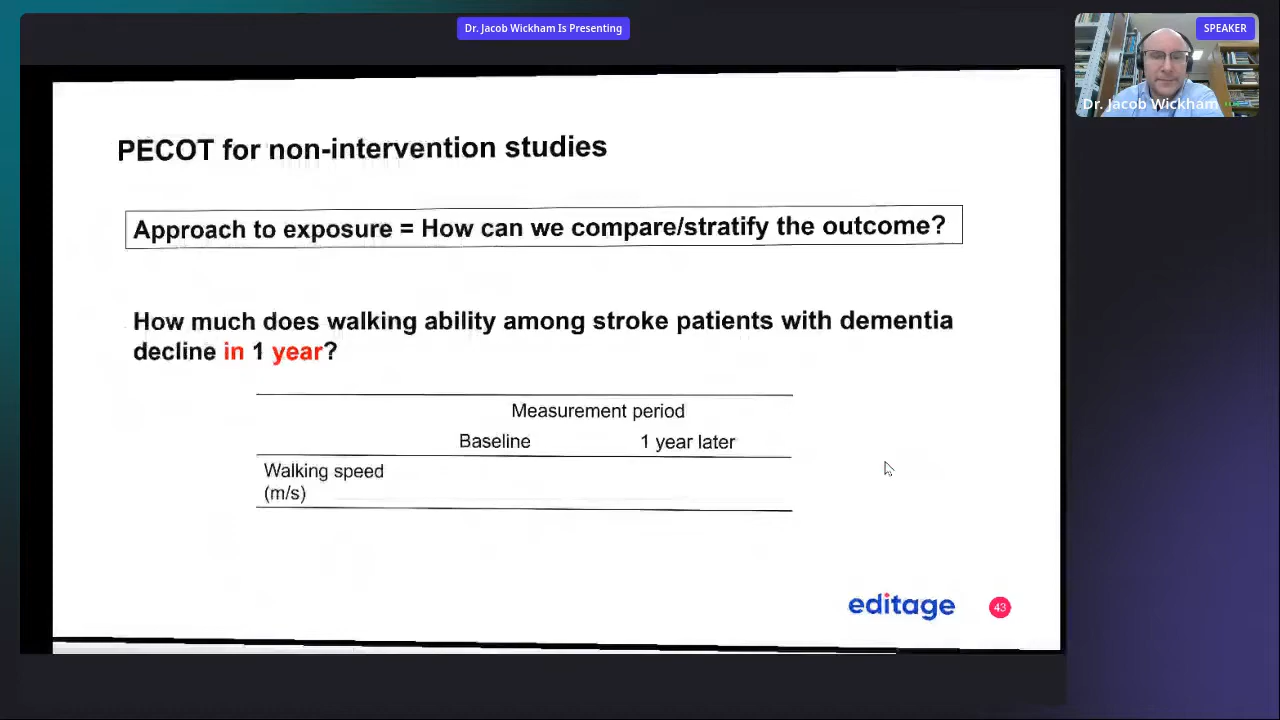 Dr. Jacob Wickham Is Presenting
SPEAKER
Dr. Jacob Wickham
PECOT for non-intervention studies
Approach to exposure = How can we compare/stratify the outcome?
How much does walking ability among stroke patients with dementia
decline in 1 year?
Measurement period
Baseline 1 year later
Walking speed
(m/s)
editage 43